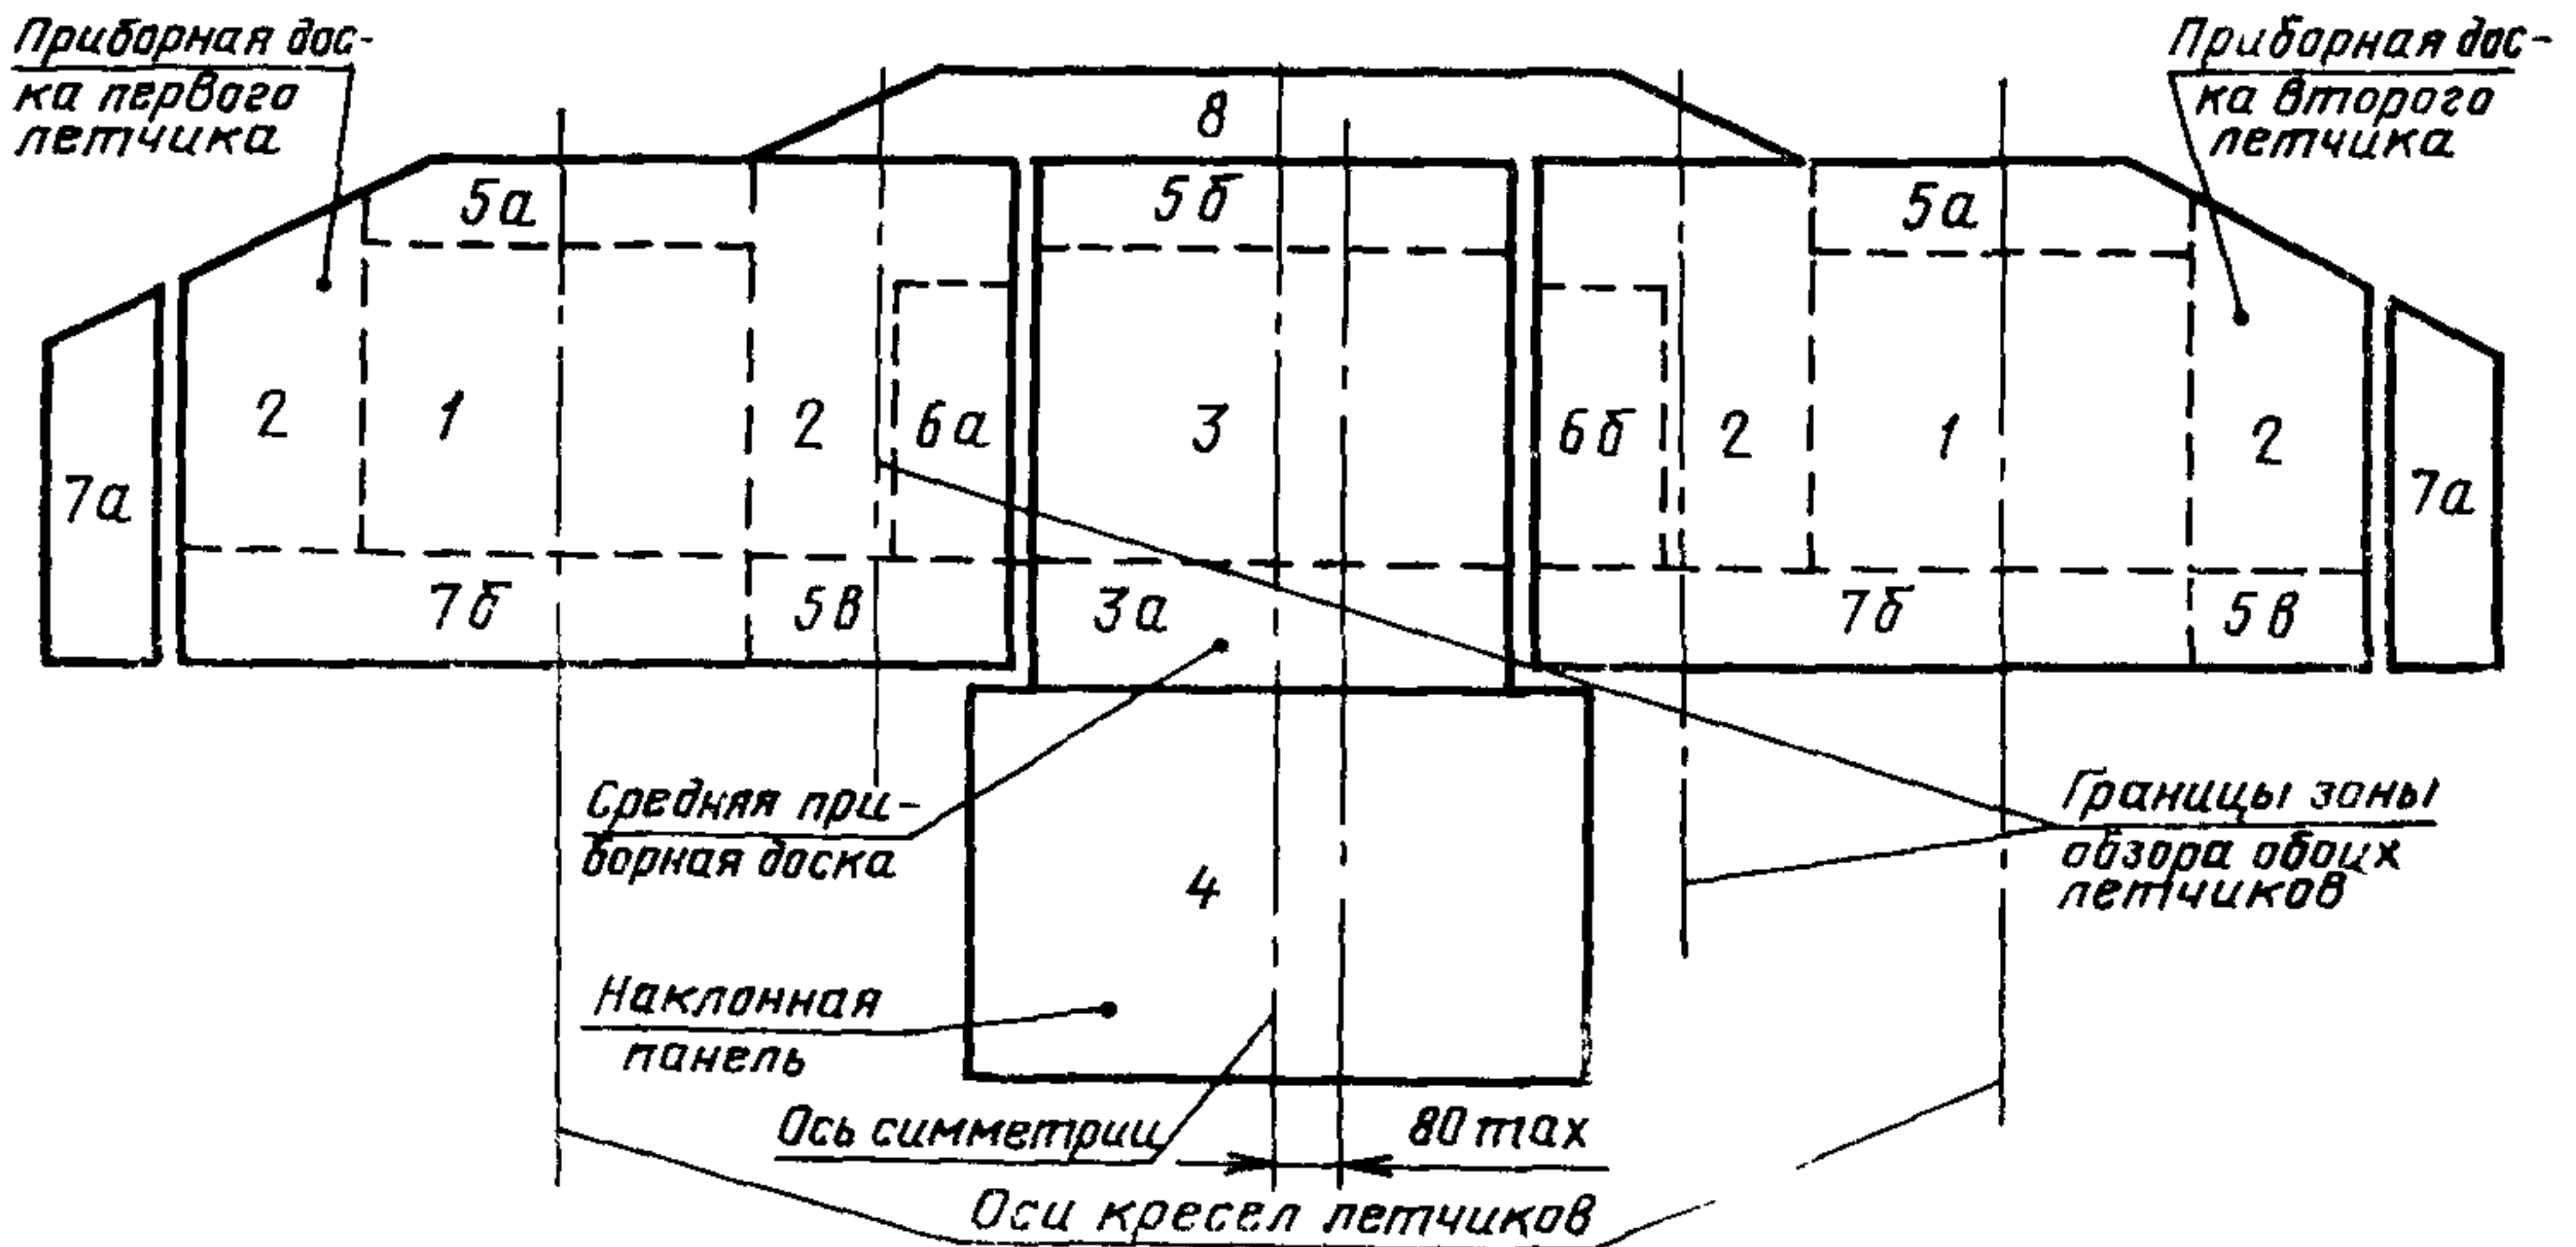 Приборная дос-
ка первого
летчика
Приборная дос-
ка второго
летчика
8
5а
5б
5а
2
1
2
6а
3
6б
2
1
2
7а
7а
7б
5в
3а
7б
5в
Средняя при-
борная доска
4
Границы зоны
обзора обоих
летчиков
Наклонная
панель
Ось симметрии
80 max
Оси кресел летчиков